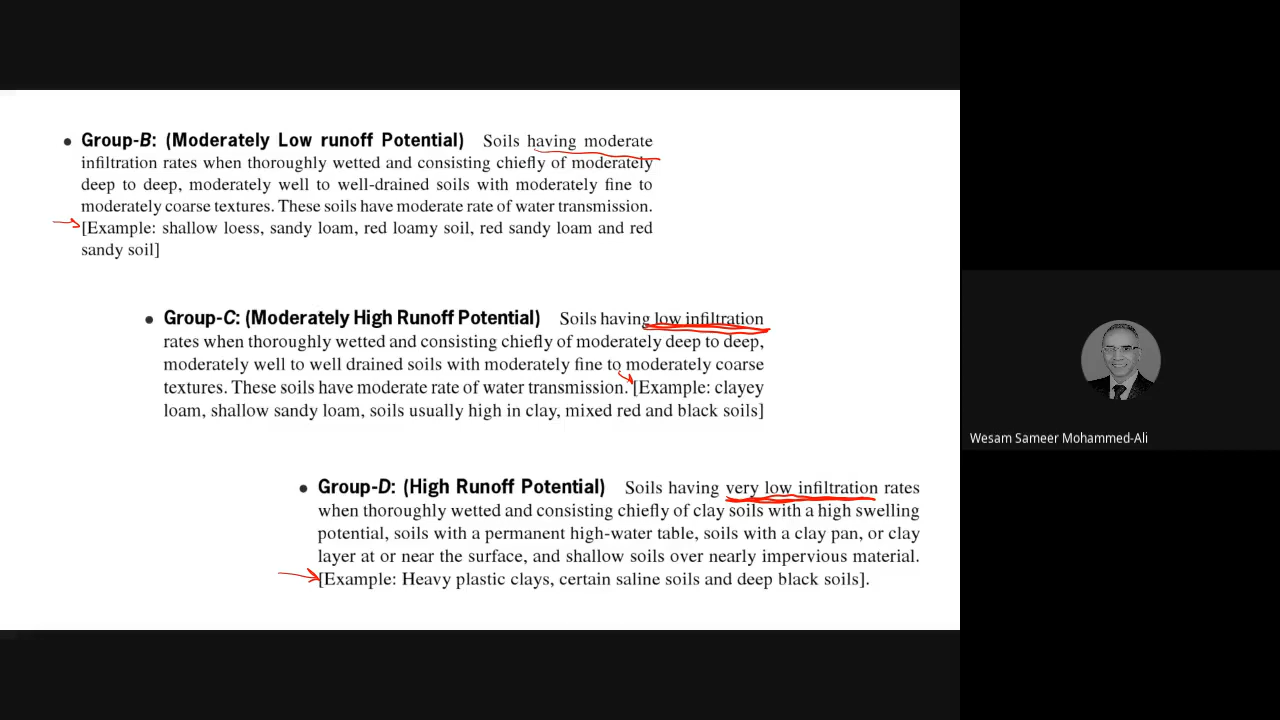 • Group-B: (Moderately Low runoff Potential) Soils having moderate
infiltration rates when thoroughly wetted and consisting chiefly of moderately
deep to deep, moderately well to well-drained soils with moderately fine to
moderately coarse textures. These soils have moderate rate of water transmission.
[Example: shallow loess, sandy loam, red loamy soil, red sandy loam and red
sandy soil]
• Group-C: (Moderately High Runoff Potential) Soils having low infiltration
rates when thoroughly wetted and consisting chiefly of moderately deep to deep,
moderately well to well drained soils with moderately fine to moderately coarse
textures. These soils have moderate rate of water transmission. [Example: clayey
loam, shallow sandy loam, soils usually high in clay, mixed red and black soils]
• Group-D: (High Runoff Potential) Soils having very low infiltration rates
when thoroughly wetted and consisting chiefly of clay soils with a high swelling
potential, soils with a permanent high-water table, soils with a clay pan, or clay
layer at or near the surface, and shallow soils over nearly impervious material.
[Example: Heavy plastic clays, certain saline soils and deep black soils].
Wesam Sameer Mohammed-Ali